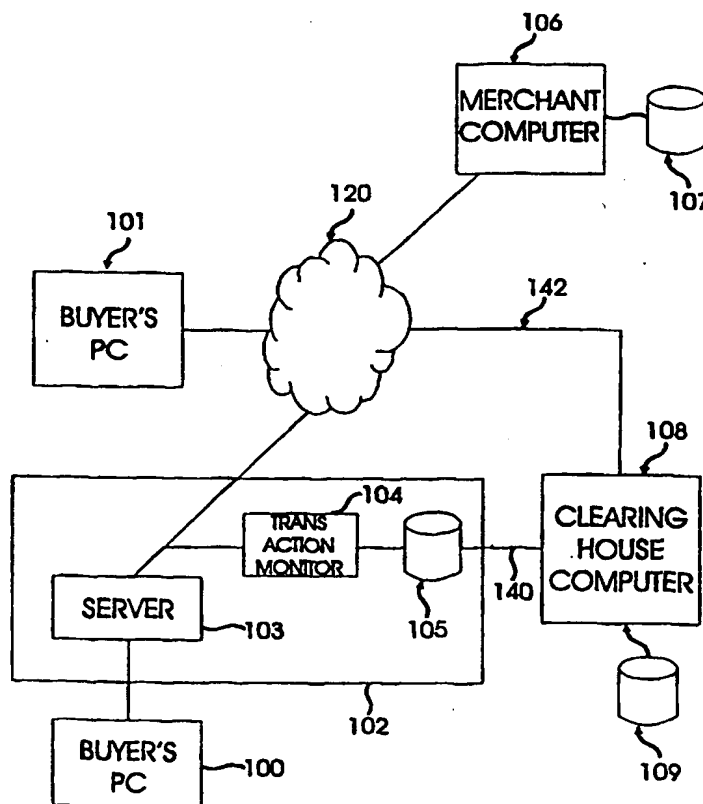 106
MERCHANT
COMPUTER
107
120
101
BUYER'S
PC
142
108
104
TRANS
ACTION
MONITOR
CLEARING
HOUSE
COMPUTER
SERVER
103
105
140
102
BUYER'S
PC
100
109